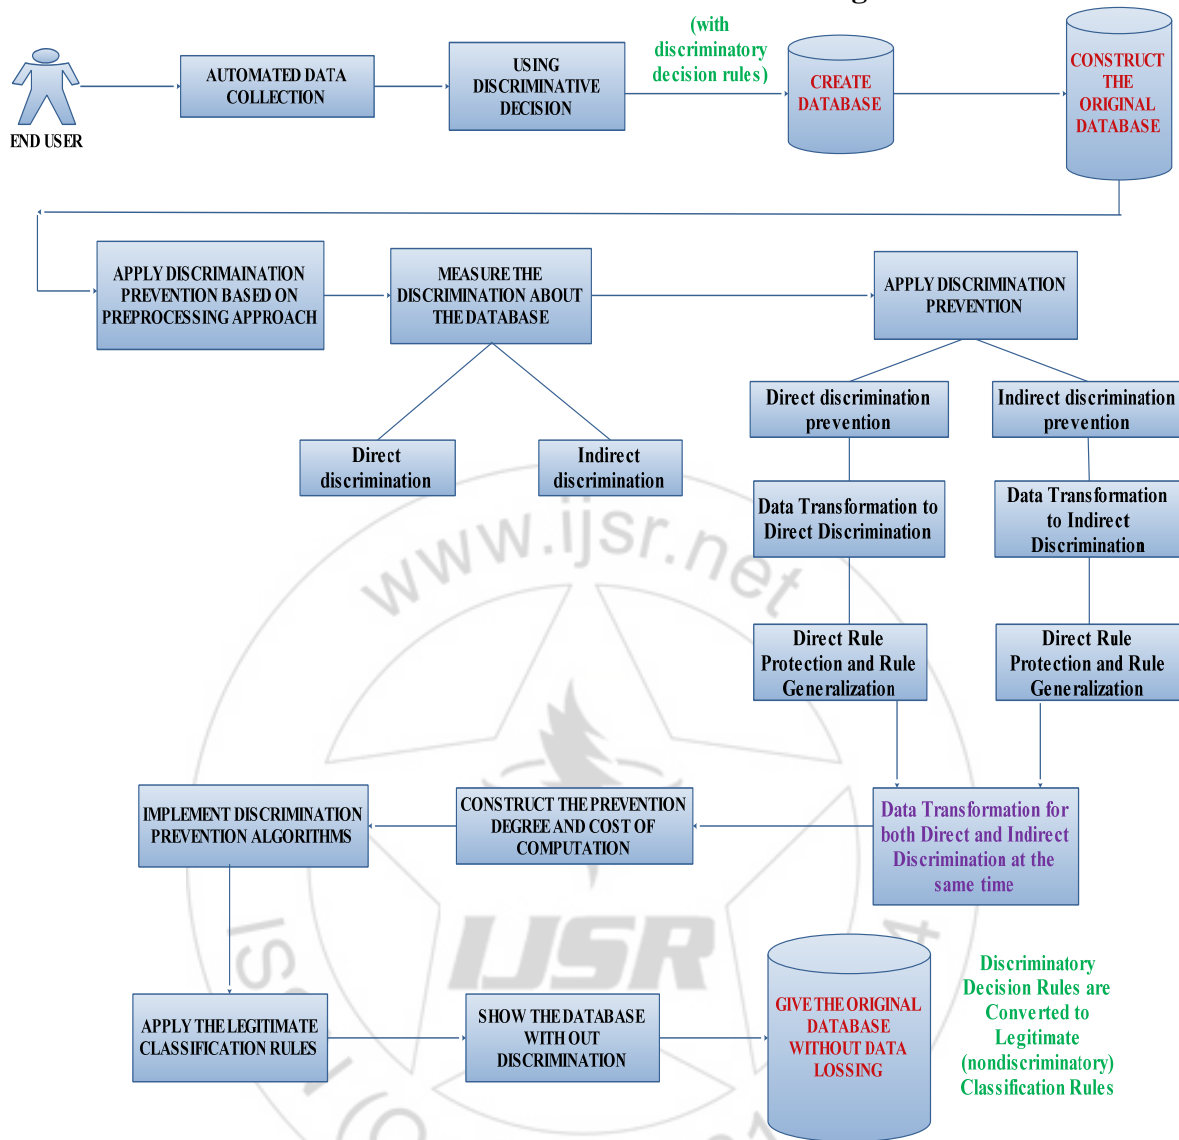 (with
discriminatory
decision rules)
AUTOMATED DATA
COLLECTION
USING
DISCRIMINATIVE
DECISION
CREATE
DATABASE
CONSTRUCT
THE
ORIGINAL
DATABASE
END USER
APPLY DISCRIMAINATION
PREVENTION BASED ON
PREPROCESSING APPROACH
MEASURE THE
DISCRIMINATION ABOUT
THE DATABASE
APPLY DISCRIMINATION
PREVENTION
Direct
discrimination
Indirect
discrimination
Direct discrimination
prevention
Indirect discrimination
prevention
Data Transformation to
Direct Discrimination
Data Transformation
to Indirect
Discrimination
Direct Rule
Protection and Rule
Generalization
Direct Rule
Protection and Rule
Generalization
Data Transformation for
both Direct and Indirect
Discrimination at the
same time
CONSTRUCT THE PREVENTION
DEGREE AND COST OF
COMPUTATION
IMPLEMENT DISCRIMINATION
PREVENTION ALGORITHMS
APPLY THE LEGITIMATE
CLASSIFICATION RULES
SHOW THE DATABASE
WITH OUT
DISCRIMINATION
GIVE THE ORIGINAL
DATABASE
WITHOUT DATA
LOSSING
Discriminatory
Decision Rules are
Converted to
Legitimate
(nondiscriminatory)
Classification Rules
www.ijsr.net
IJSR